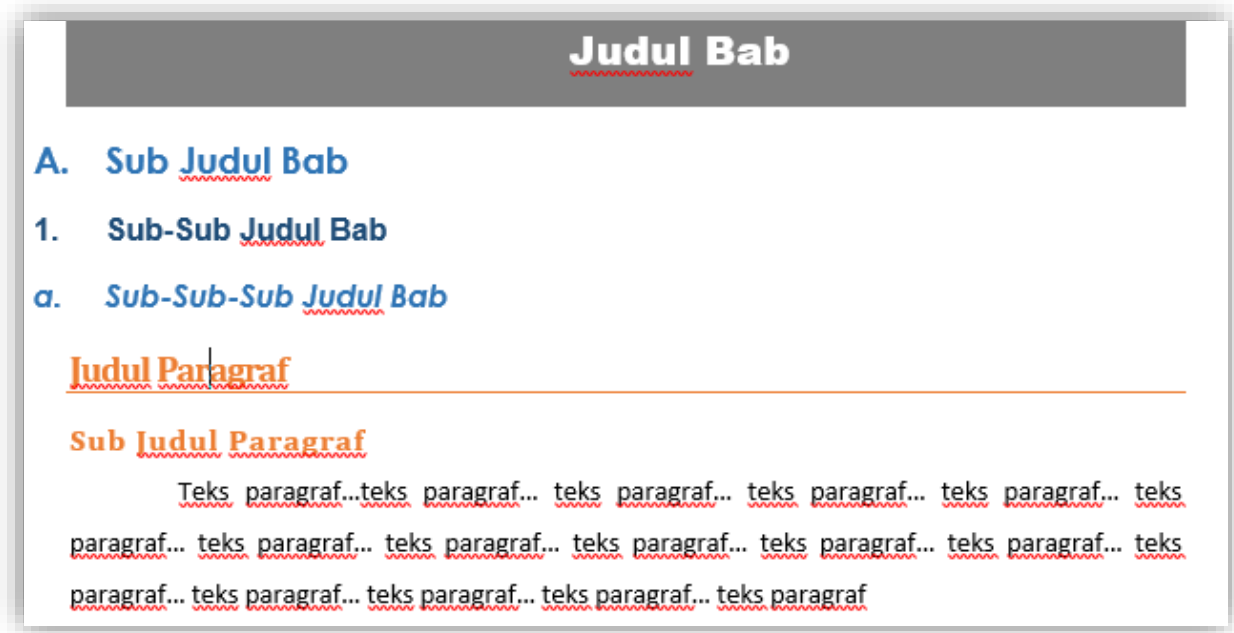 Judul Bab
A. Sub Judul Bab
1. Sub-Sub Judul Bab
a. Sub-Sub-Sub Judul Bab
Judul Paragraf
Sub Judul Paragraf
Teks paragraf...teks paragraf... teks paragraf... teks paragraf... teks paragraf... teks
paragraf... teks paragraf... teks paragraf... teks paragraf... teks paragraf... teks paragraf... teks
paragraf... teks paragraf... teks paragraf... teks paragraf... teks paragraf